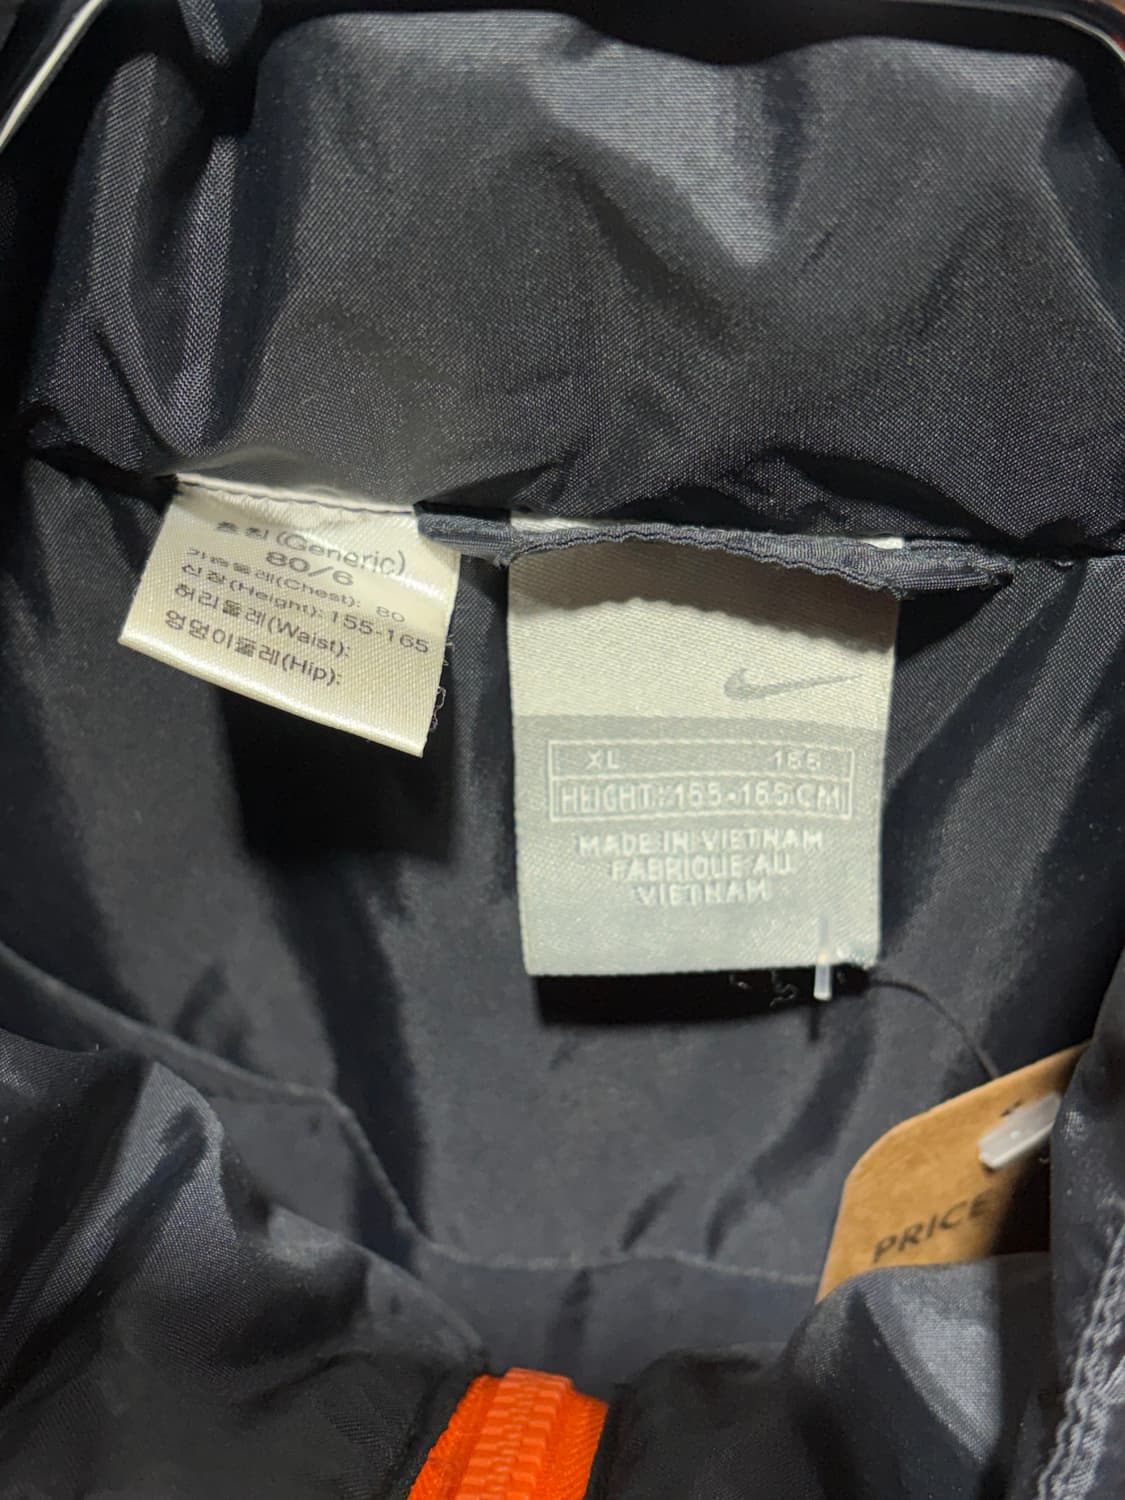 호칭(Generic)
80/6
가슴둘레(Chest): 80
신장(Height): 155-165
허리둘레(Waist):
엉덩이둘레(Hip):
XL 165
HEIGHT: 155-165 CM
MADE IN VIETNAM
FABRIQUE AU
VIETNAM
PRICE